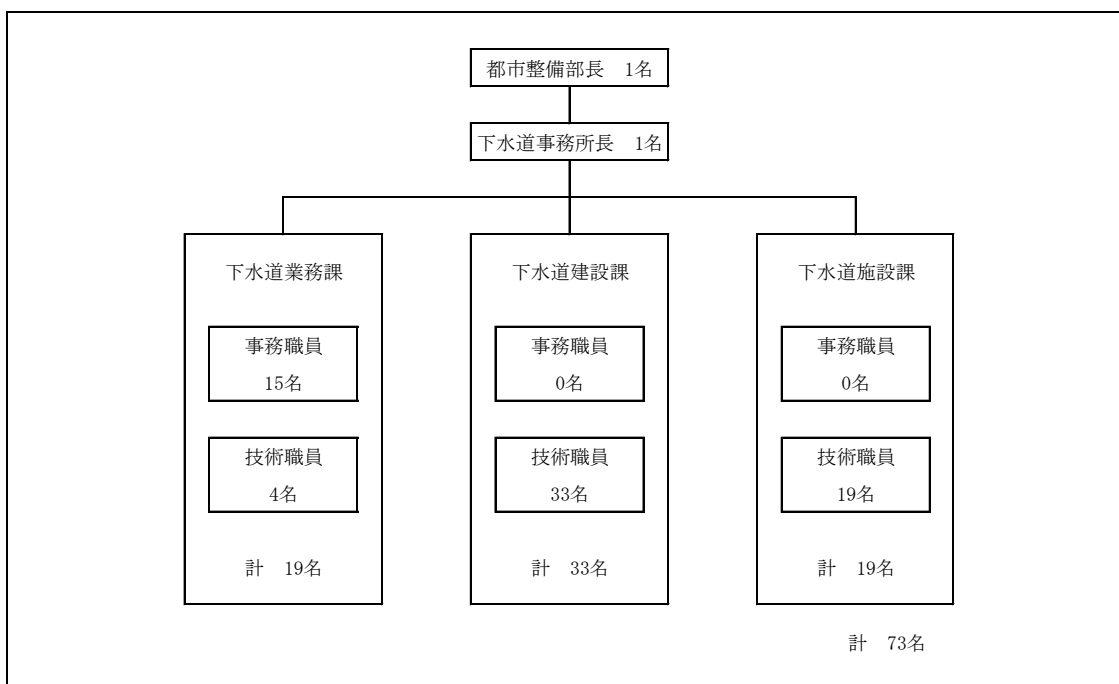 都市整備部長　1名
下水道事務所長　1名
下水道業務課
事務職員
15名
技術職員
4名
計　19名
下水道建設課
事務職員
0名
技術職員
33名
計　33名
下水道施設課
事務職員
0名
技術職員
19名
計　19名
計　73名